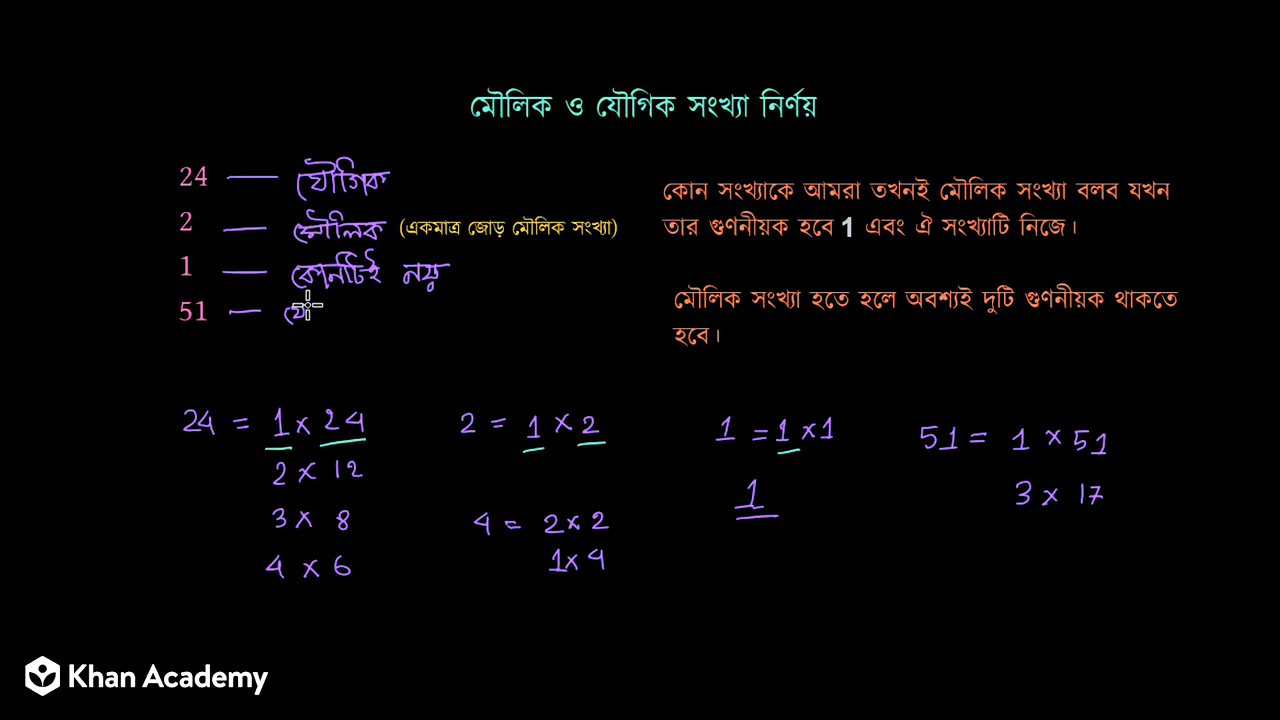 মৌলিক ও যৌগিক সংখ্যা নির্ণয়
24 — যৌগিক
2 — মৌলিক (একমাত্র জোড় মৌলিক সংখ্যা)
1 — কোনটিই নয়
51 — যে
কোন সংখ্যাকে আমরা তখনই মৌলিক সংখ্যা বলব যখন
তার গুণনীয়ক হবে 1 এবং ঐ সংখ্যাটি নিজে।
মৌলিক সংখ্যা হতে হলে অবশ্যই দুটি গুণনীয়ক থাকতে
হবে।
24 = 1 × 24
2 × 12
3 × 8
4 × 6
2 = 1 × 2
4 = 2 × 2
1 × 4
1 = 1 × 1
1
51 = 1 × 51
3 × 17
Khan Academy